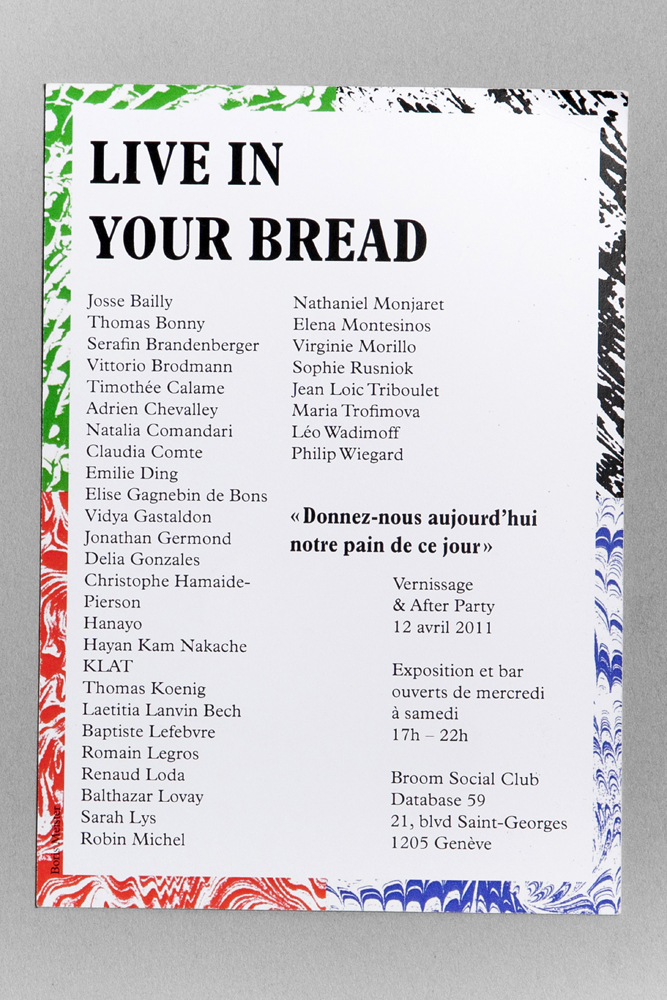 LIVE IN
YOUR BREAD
Josse Bailly
Thomas Bonny
Serafin Brandenberger
Vittorio Brodmann
Timothée Calame
Adrien Chevalley
Natalia Comandari
Claudia Comte
Emilie Ding
Elise Gagnebin de Bons
Vidya Gastaldon
Jonathan Germond
Delia Gonzales
Christophe Hamaide-
Pierson
Hanayo
Hayan Kam Nakache
KLAT
Thomas Koenig
Laetitia Lanvin Bech
Baptiste Lefebvre
Romain Legros
Renaud Loda
Balthazar Lovay
Sarah Lys
Robin Michel
Nathaniel Monjaret
Elena Montesinos
Virginie Morillo
Sophie Rusniok
Jean Loic Triboulet
Maria Trofimova
Léo Wadimoff
Philip Wiegard
« Donnez-nous aujourd’hui
notre pain de ce jour »
Vernissage
& After Party
12 avril 2011
Exposition et bar
ouverts de mercredi
à samedi
17h – 22h
Broom Social Club
Database 59
21, blvd Saint-Georges
1205 Genève